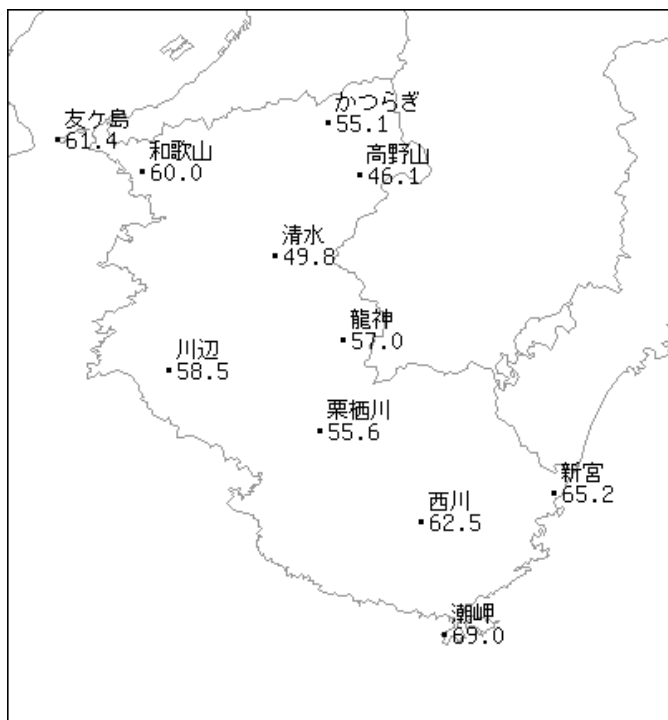 かつらぎ
55.1
友ケ島
61.4
和歌山
60.0
高野山
46.1
清水
49.8
龍神
57.0
川辺
58.5
栗栖川
55.6
新宮
65.2
西川
62.5
潮岬
69.0